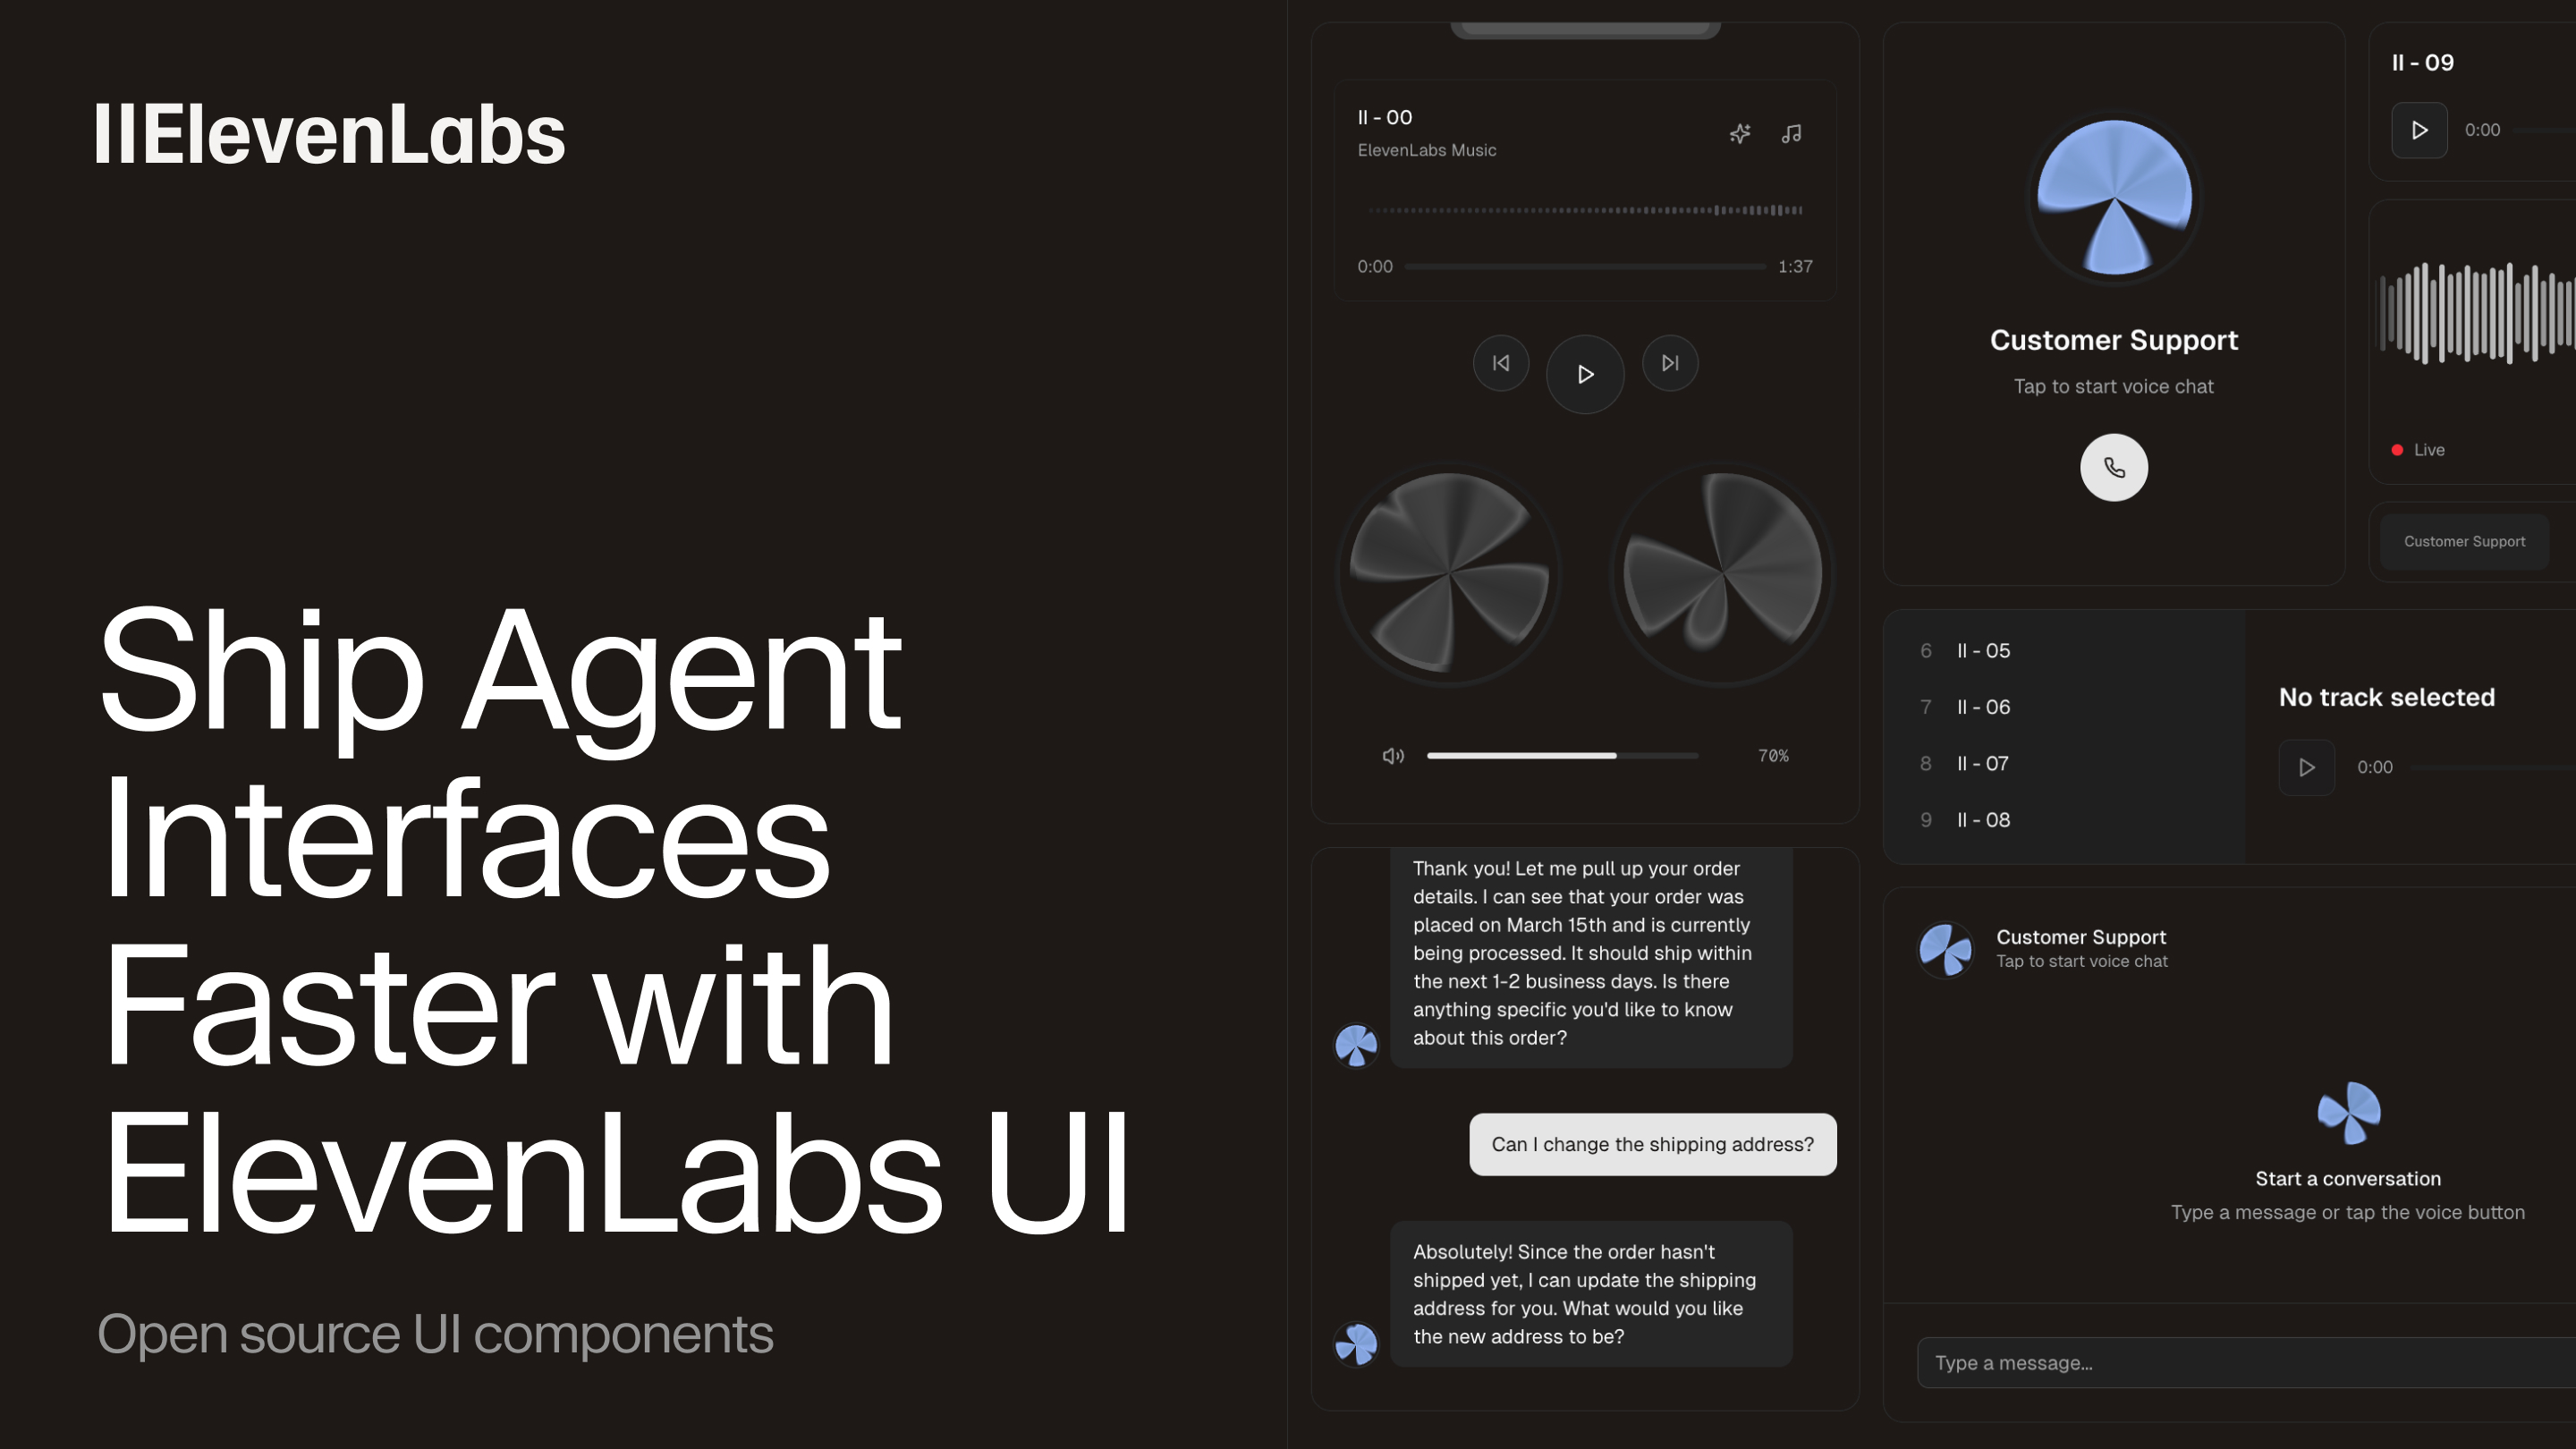 IIElevenLabs
Ship Agent
Interfaces
Faster with
ElevenLabs UI
Open source UI components
II - 00
ElevenLabs Music
0:00
1:37
70%
Thank you! Let me pull up your order
details. I can see that your order was
placed on March 15th and is currently
being processed. It should ship within
the next 1-2 business days. Is there
anything specific you'd like to know
about this order?
Can I change the shipping address?
Absolutely! Since the order hasn't
shipped yet, I can update the shipping
address for you. What would you like
the new address to be?
Customer Support
Tap to start voice chat
II - 09
0:00
Live
Customer Support
6 II - 05
7 II - 06
8 II - 07
9 II - 08
No track selected
0:00
Customer Support
Tap to start voice chat
Start a conversation
Type a message or tap the voice button
Type a message...